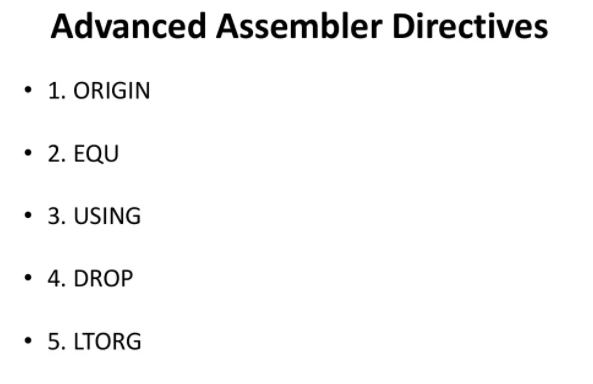 Advanced Assembler Directives
• 1. ORIGIN
• 2. EQU
• 3. USING
• 4. DROP
• 5. LTORG